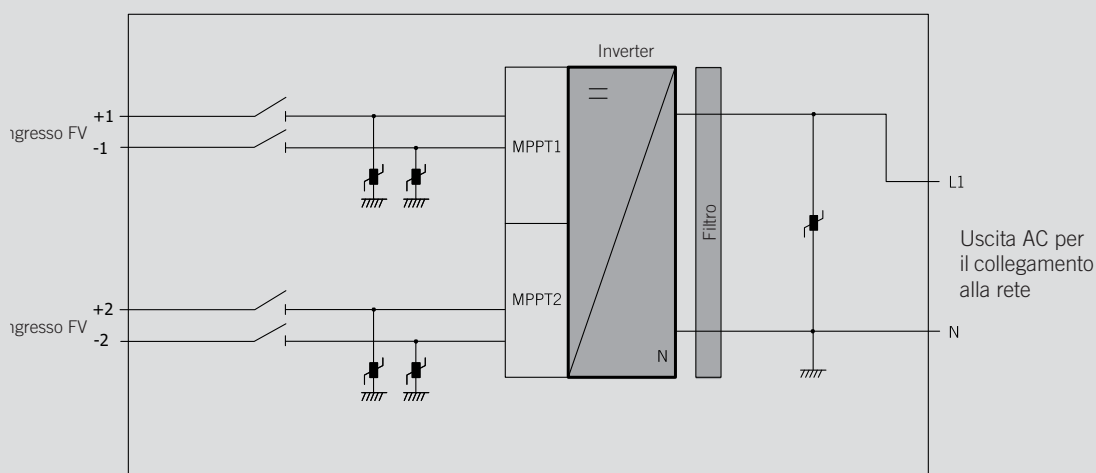 Inverter
+1
ngresso FV
-1
MPPT1
L1
Filtro
Uscita AC per
il collegamento
alla rete
MPPT2
+2
ngresso FV
-2
N
N